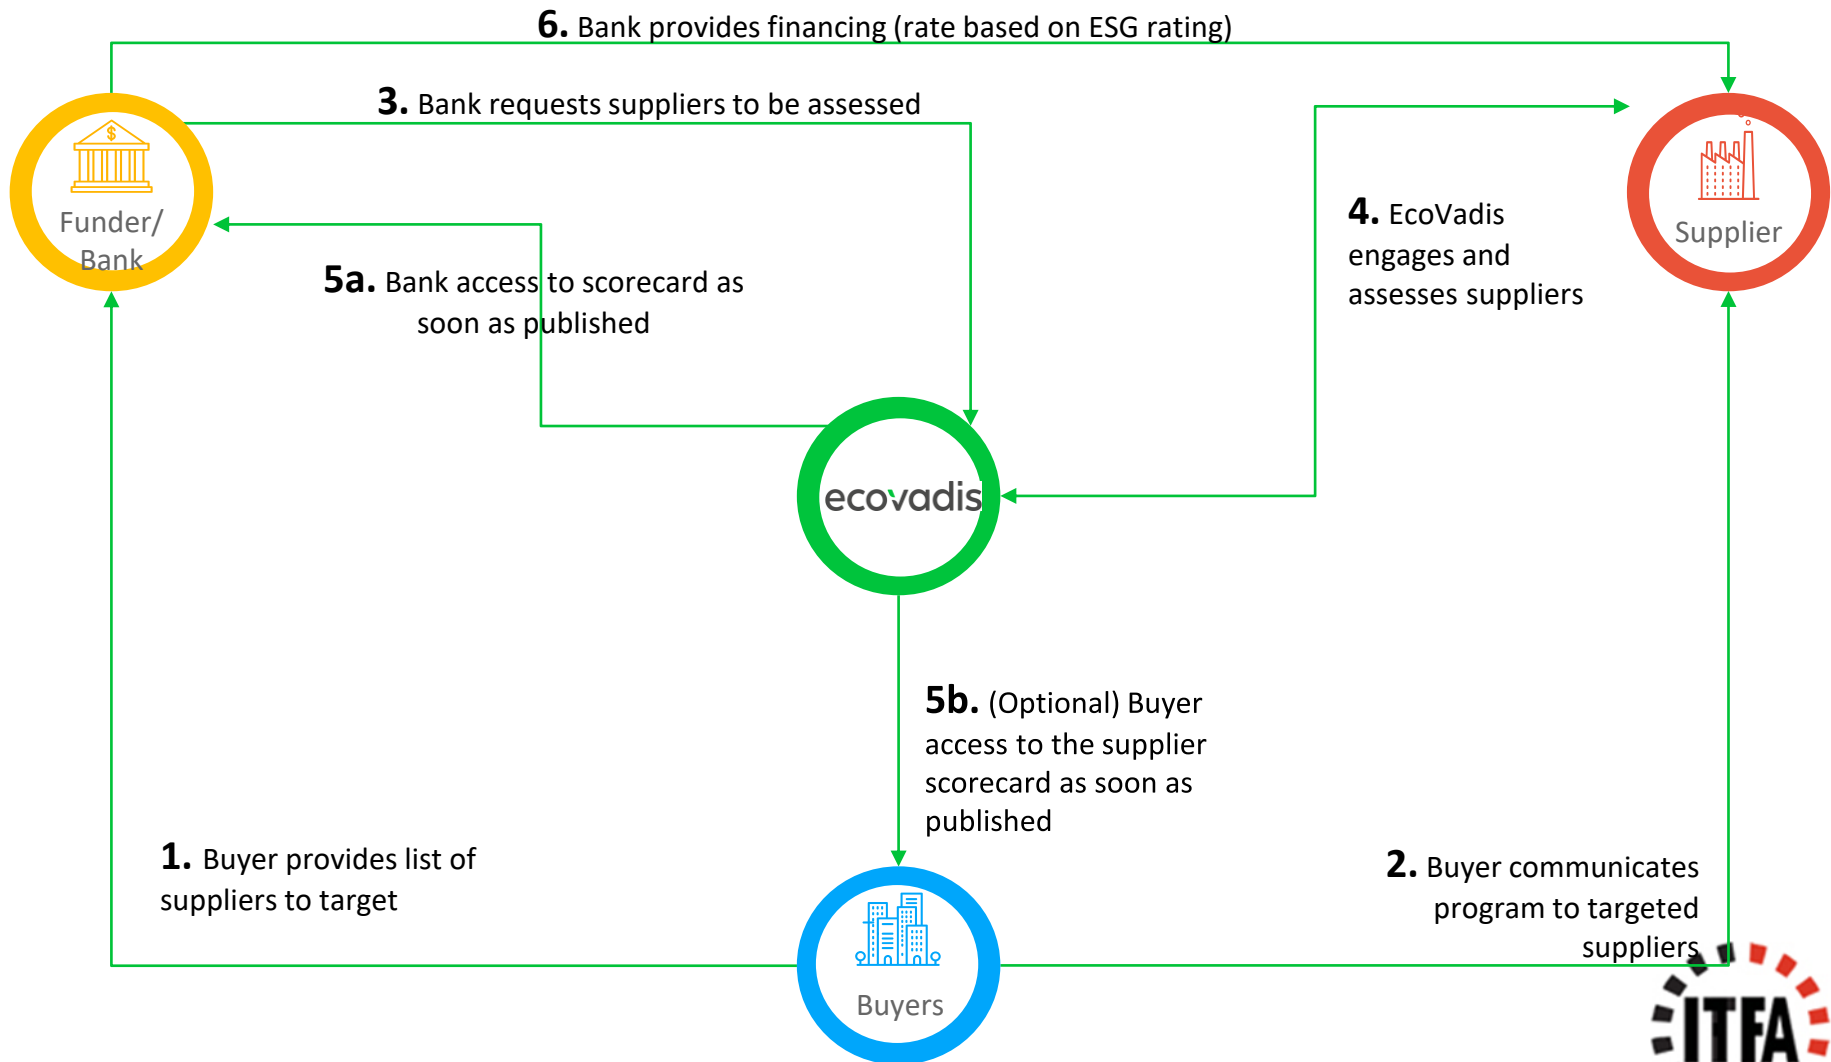 6. Bank provides financing (rate based on ESG rating)
3. Bank requests suppliers to be assessed
$
Funder/
Bank
4. EcoVadis
engages and
assesses suppliers
Supplier
5a. Bank access to scorecard as
soon as published
ecovadis
5b. (Optional) Buyer
access to the supplier
scorecard as soon as
published
1. Buyer provides list of
suppliers to target
2. Buyer communicates
program to targeted
suppliers
Buyers
ITFA